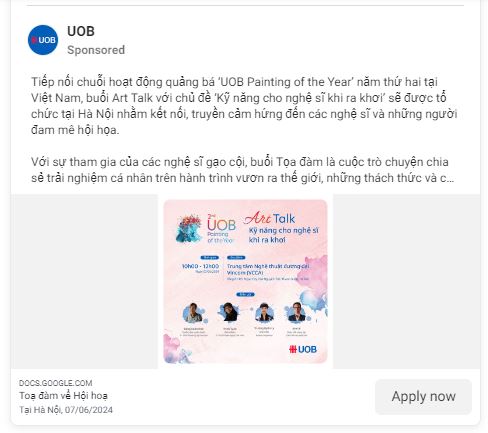 UOB
UOB
Sponsored
Tiếp nối chuỗi hoạt động quảng bá 'UOB Painting of the Year' năm thứ hai tại
Việt Nam, buổi Art Talk với chủ đề 'Kỹ năng cho nghệ sĩ khi ra khơi' sẽ được tổ
chức tại Hà Nội nhằm kết nối, truyền cảm hứng đến các nghệ sĩ và những người
đam mê hội họa.
Với sự tham gia của các nghệ sĩ gạo cội, buổi Tọa đàm là cuộc trò chuyện chia
sẻ trải nghiệm cá nhân trên hành trình vươn ra thế giới, những thách thức và c...
2nd
UOB
Painting
of the Year
Art Talk
Kỹ năng cho nghệ sĩ
khi ra khơi
10h00 - 12h00
Trung tâm Nghệ thuật đương đại
Vincom (VCCA)
UOB
DOCS.GOOGLE.COM
Toạ đàm về Hội hoạ
Tại Hà Nội, 07/06/2024
Apply now